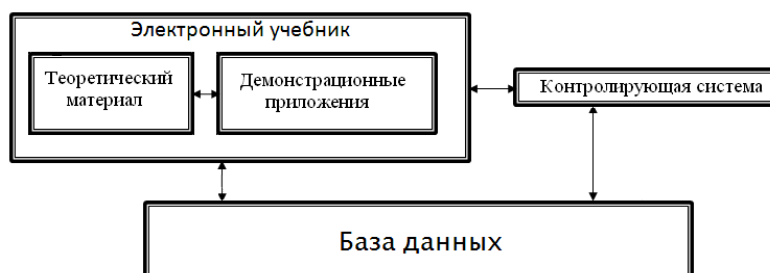 Электронный учебник
Теоретический
материал
Демонстрационные
приложения
Контролирующая система
База данных